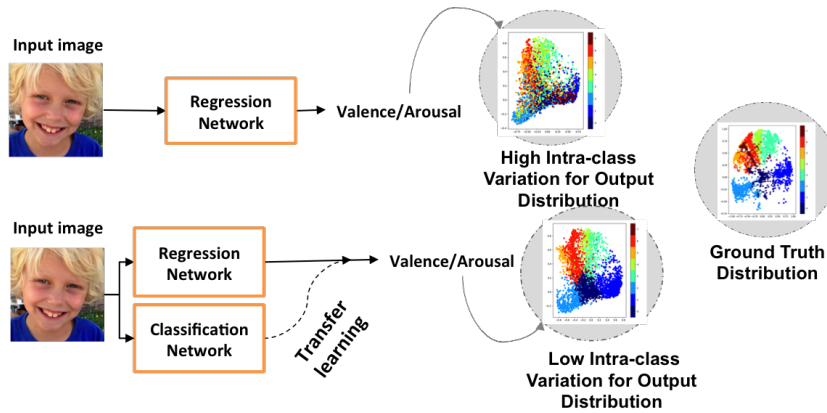 Input image
Regression
Network
Valence/Arousal
High Intra-class
Variation for Output
Distribution
Ground Truth
Distribution
Input image
Regression
Network
Classification
Network
Transfer
learning
Valence/Arousal
Low Intra-class
Variation for Output
Distribution